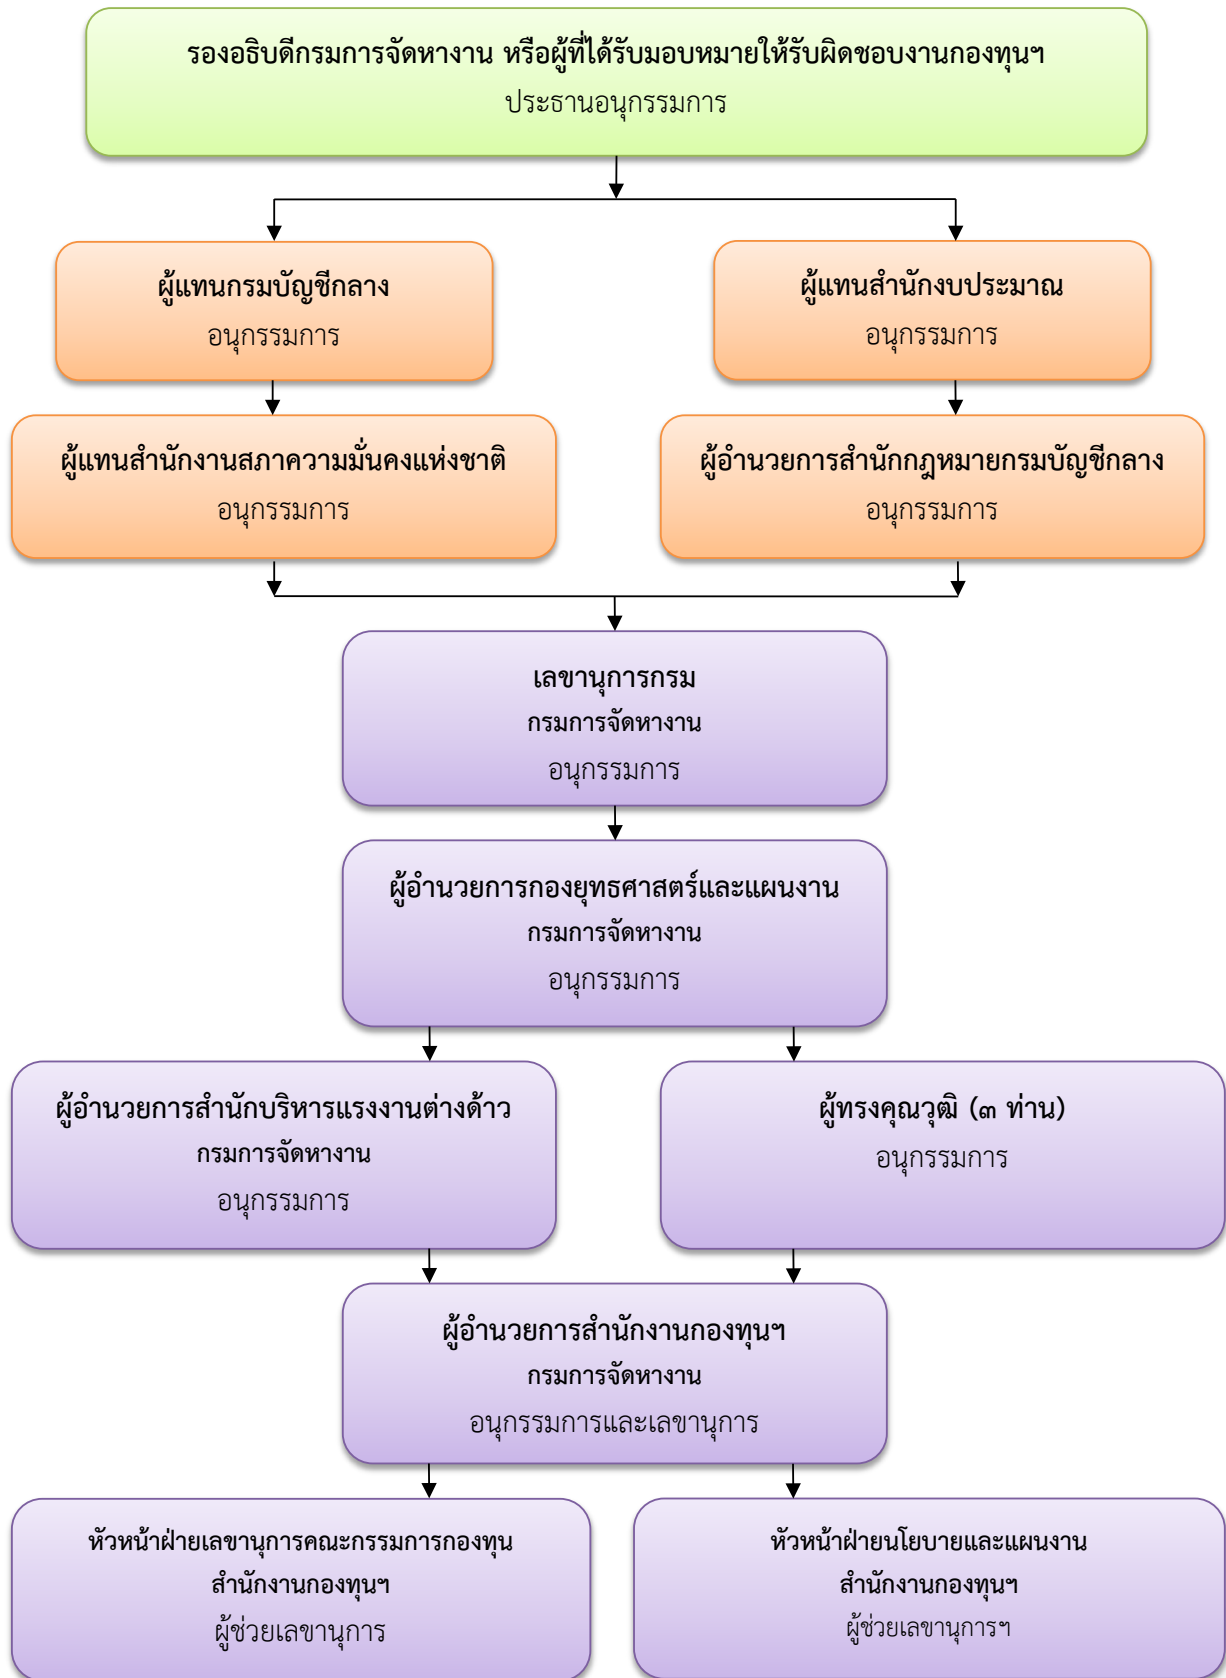 รองอธิบดีกรมการจัดหางาน หรือผู้ที่ได้รับมอบหมายให้รับผิดชอบงานกองทุนฯ
ประธานอนุกรรมการ
ผู้แทนกรมบัญชีกลาง
อนุกรรมการ
ผู้แทนสำนักงบประมาณ
อนุกรรมการ
ผู้แทนสำนักงานสภาความมั่นคงแห่งชาติ
อนุกรรมการ
ผู้อำนวยการสำนักกฎหมายกรมบัญชีกลาง
อนุกรรมการ
เลขานุการกรม
กรมการจัดหางาน
อนุกรรมการ
ผู้อำนวยการกองยุทธศาสตร์และแผนงาน
กรมการจัดหางาน
อนุกรรมการ
ผู้อำนวยการสำนักบริหารแรงงานต่างด้าว
กรมการจัดหางาน
อนุกรรมการ
ผู้ทรงคุณวุฒิ (๓ ท่าน)
อนุกรรมการ
ผู้อำนวยการสำนักงานกองทุนฯ
กรมการจัดหางาน
อนุกรรมการและเลขานุการ
หัวหน้าฝ่ายเลขานุการคณะกรรมการกองทุน
สำนักงานกองทุนฯ
ผู้ช่วยเลขานุการ
หัวหน้าฝ่ายนโยบายและแผนงาน
สำนักงานกองทุนฯ
ผู้ช่วยเลขานุการฯ